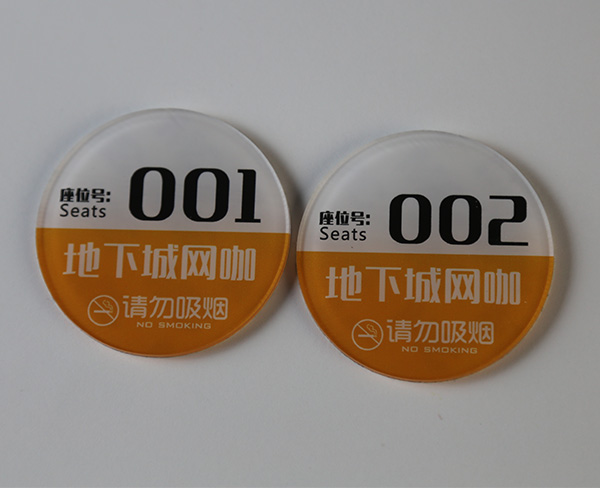 座位号: 001
Seats
地下城网咖
请勿吸烟
NO SMOKING
座位号: 002
Seats
地下城网咖
请勿吸烟
NO SMOKING